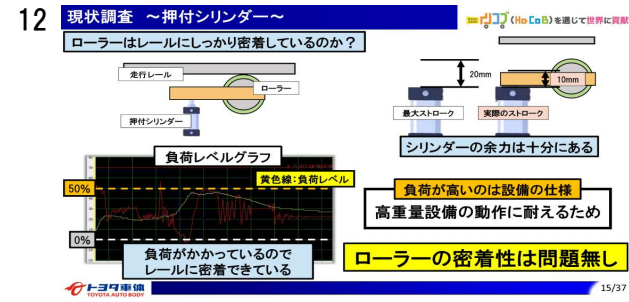 12
現状調査 ～押付シリンダー～
(HoCoB)を通じて世界に貢献
ローラーはレールにしっかり密着しているのか？
走行レール
ローラー
押付シリンダー
20mm
10mm
最大ストローク
実際のストローク
シリンダーの余力は十分にある
負荷レベルグラフ
黄色線：負荷レベル
50%
0%
負荷がかかっているので
レールに密着できている
負荷が高いのは設備の仕様
高重量設備の動作に耐えるため
ローラーの密着性は問題無し
トヨタ車体
TOYOTA AUTO BODY
15/37